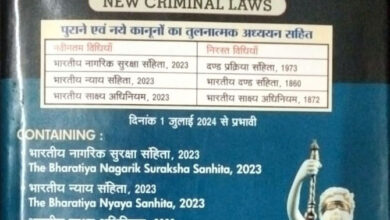 NEW CRIMINAL LAWS
पुराने एवं नये कानूनों का तुलनात्मक अध्ययन सहित
नवीनतम विधियाँ निरस्त विधियाँ
भारतीय नागरिक सुरक्षा संहिता, 2023 दण्ड प्रक्रिया संहिता, 1973
भारतीय न्याय संहिता, 2023 भारतीय दण्ड संहिता, 1860
भारतीय साक्ष्य अधिनियम, 2023 भारतीय साक्ष्य अधिनियम, 1872
दिनांक 1 जुलाई 2024 से प्रभावी
CONTAINING :
भारतीय नागरिक सुरक्षा संहिता, 2023
The Bharatiya Nagarik Suraksha Sanhita, 2023
भारतीय न्याय संहिता, 2023
The Bharatiya Nyaya Sanhita, 2023